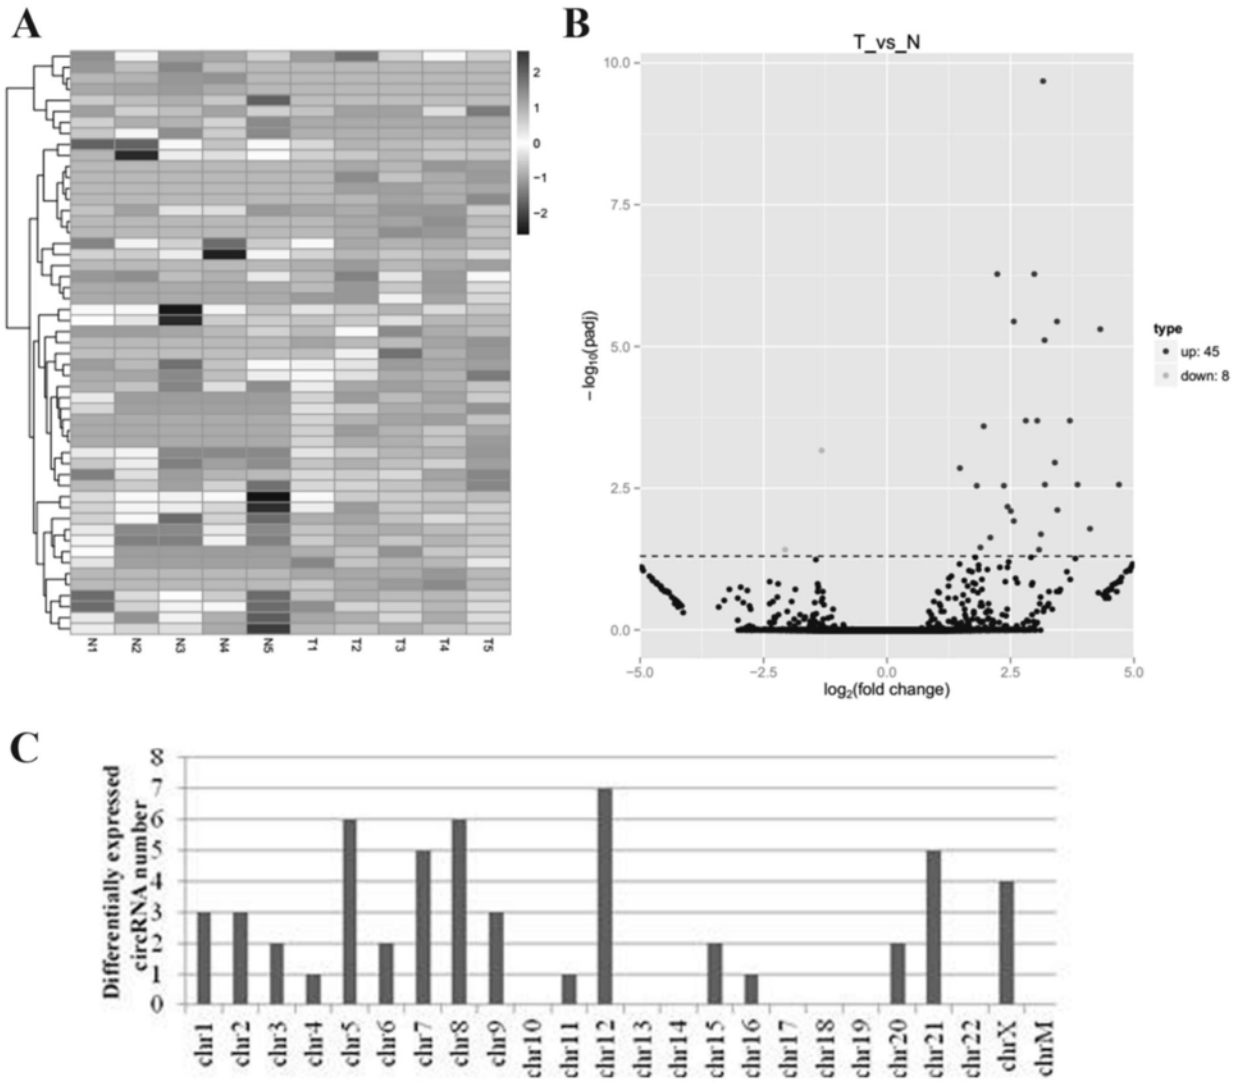 A
2
1
0
−1
−2
N1 N2 N3 N4 N5 T1 T2 T3 T4 T5
B
T_vs_N
10.0
7.5
5.0
2.5
0.0
−log10(padj)
−5.0 −2.5 0.0 2.5 5.0
log2(fold change)
type
up: 45
down: 8
C
Differentially expressed
circRNA number
8
7
6
5
4
3
2
1
0
chr1 chr2 chr3 chr4 chr5 chr6 chr7 chr8 chr9 chr10 chr11 chr12 chr13 chr14 chr15 chr16 chr17 chr18 chr19 chr20 chr21 chr22 chrX chrM